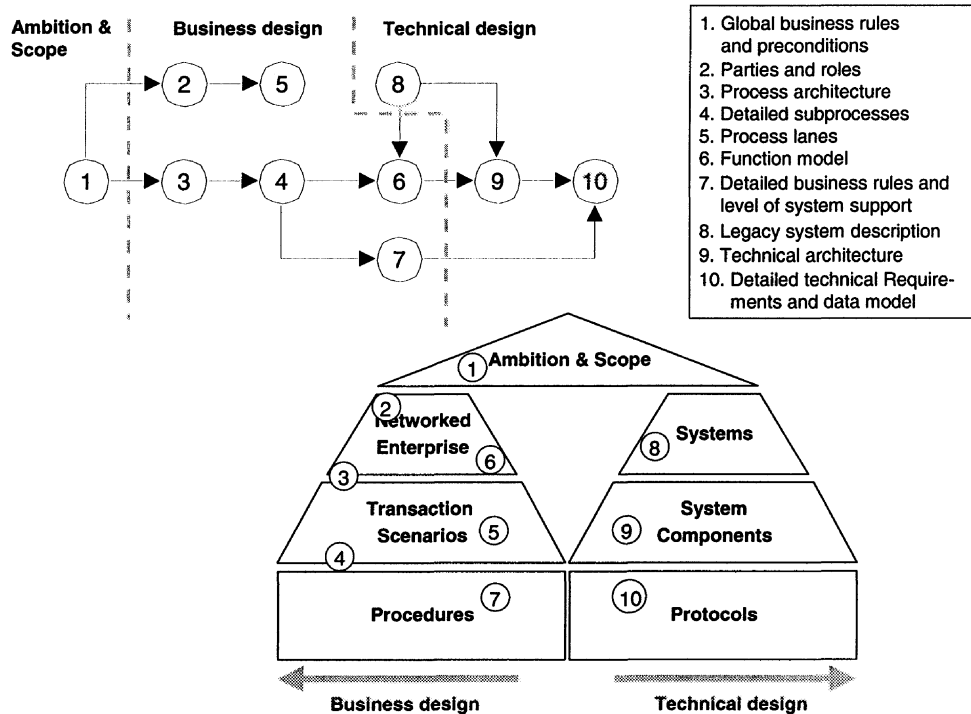 Ambition &
Scope
Business design
Technical design
2
5
8
1
3
4
6
9
10
7
1. Global business rules
and preconditions
2. Parties and roles
3. Process architecture
4. Detailed subprocesses
5. Process lanes
6. Function model
7. Detailed business rules and
level of system support
8. Legacy system description
9. Technical architecture
10. Detailed technical Require-
ments and data model
1
Ambition & Scope
2
Networked
Enterprise
6
3
8
Systems
Transaction
Scenarios
5
4
9
System
Components
7
Procedures
10
Protocols
Business design
Technical design